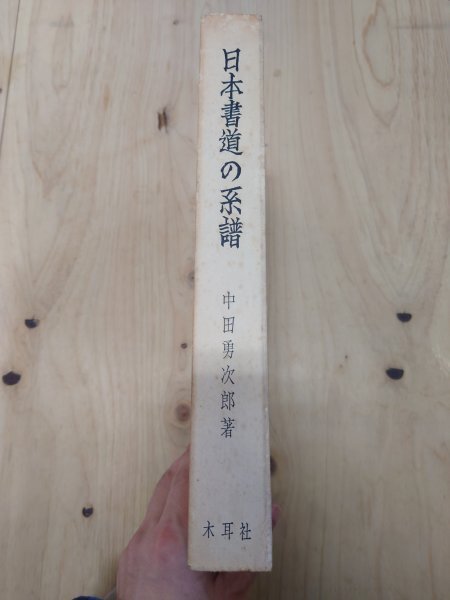 日本書道の系譜
中田勇次郎著
木耳社